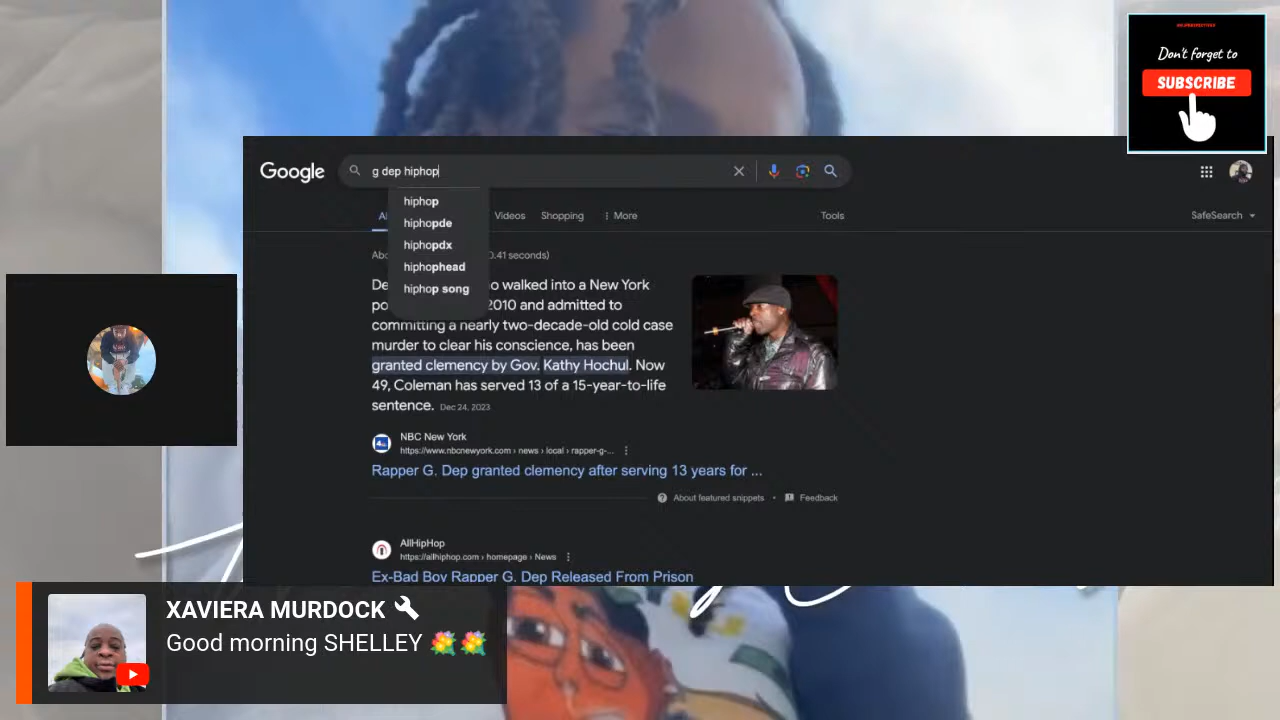 Don't forget to
SUBSCRIBE
Google
g dep hiphop
hiphop
hiphopde
hiphopdx
hiphophead
hiphop song
Videos
Shopping
More
Tools
SafeSearch
0.41 seconds)
walked into a New York
2010 and admitted to
committing a nearly two-decade-old cold case
murder to clear his conscience, has been
granted clemency by Gov. Kathy Hochul. Now
49, Coleman has served 13 of a 15-year-to-life
sentence. Dec 24, 2023
NBC New York
https://www.nbcnewyork.com › news › local › rapper-g-...
Rapper G. Dep granted clemency after serving 13 years for ...
About featured snippets • Feedback
AllHipHop
https://allhiphop.com › homepage › News
Ex-Bad Boy Rapper G. Dep Released From Prison
XAVIERA MURDOCK
Good morning SHELLEY